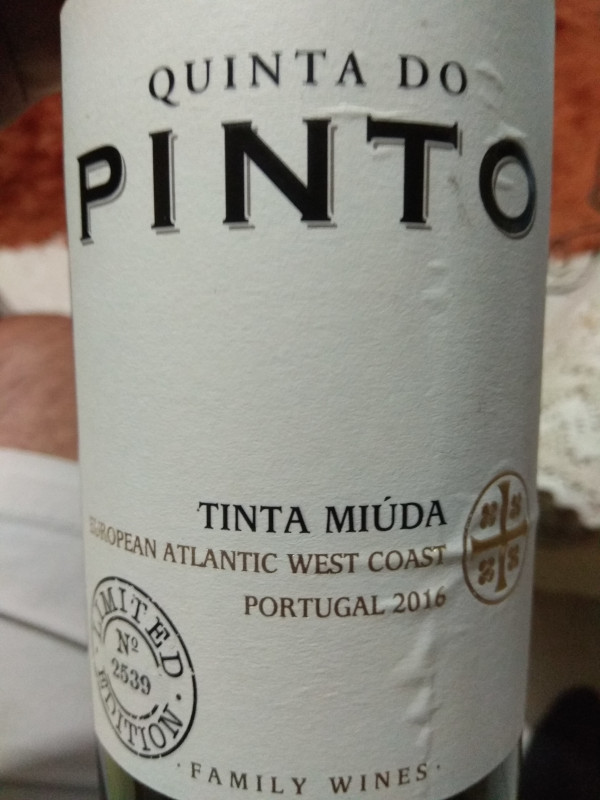 QUINTA DO
PINTO
TINTA MIÚDA
EUROPEAN ATLANTIC WEST COAST
PORTUGAL 2016
LIMITED
Nº
2539
EDITION
·FAMILY WINES·